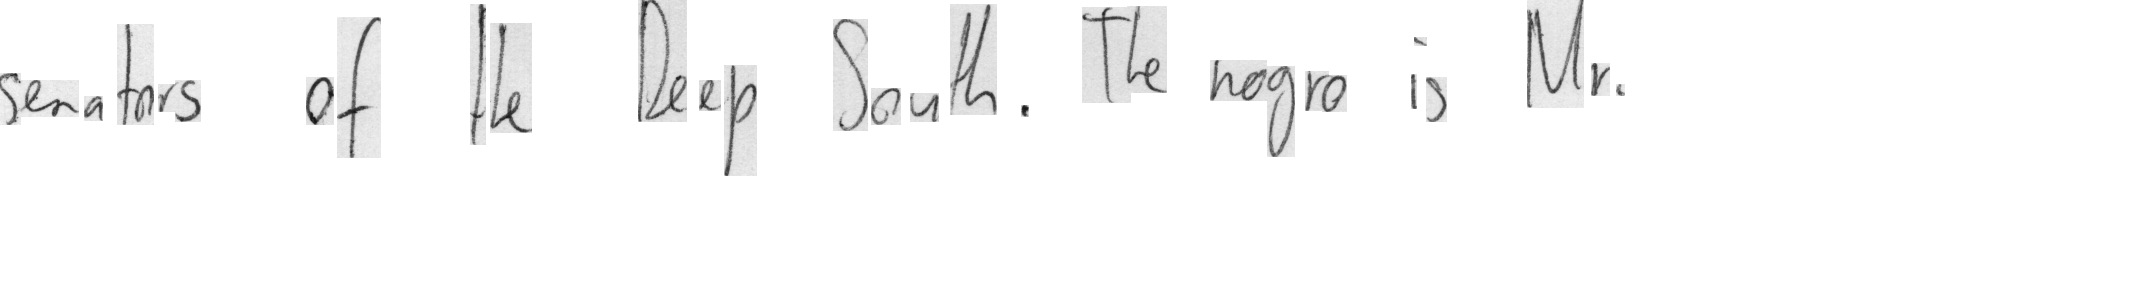 senators of the Deep South. The negro is Mr.